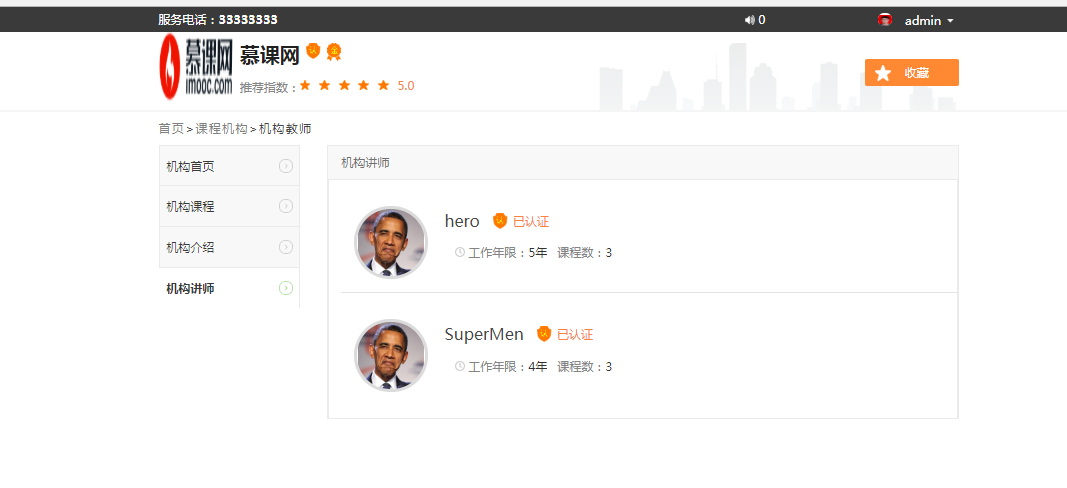 服务电话：33333333
0
admin
慕课网
imooc.com
慕课网
推荐指数： 5.0
收藏
首页>课程机构>机构教师
机构首页
机构课程
机构介绍
机构讲师
机构讲师
hero 已认证
工作年限：5年 课程数：3
SuperMen 已认证
工作年限：4年 课程数：3